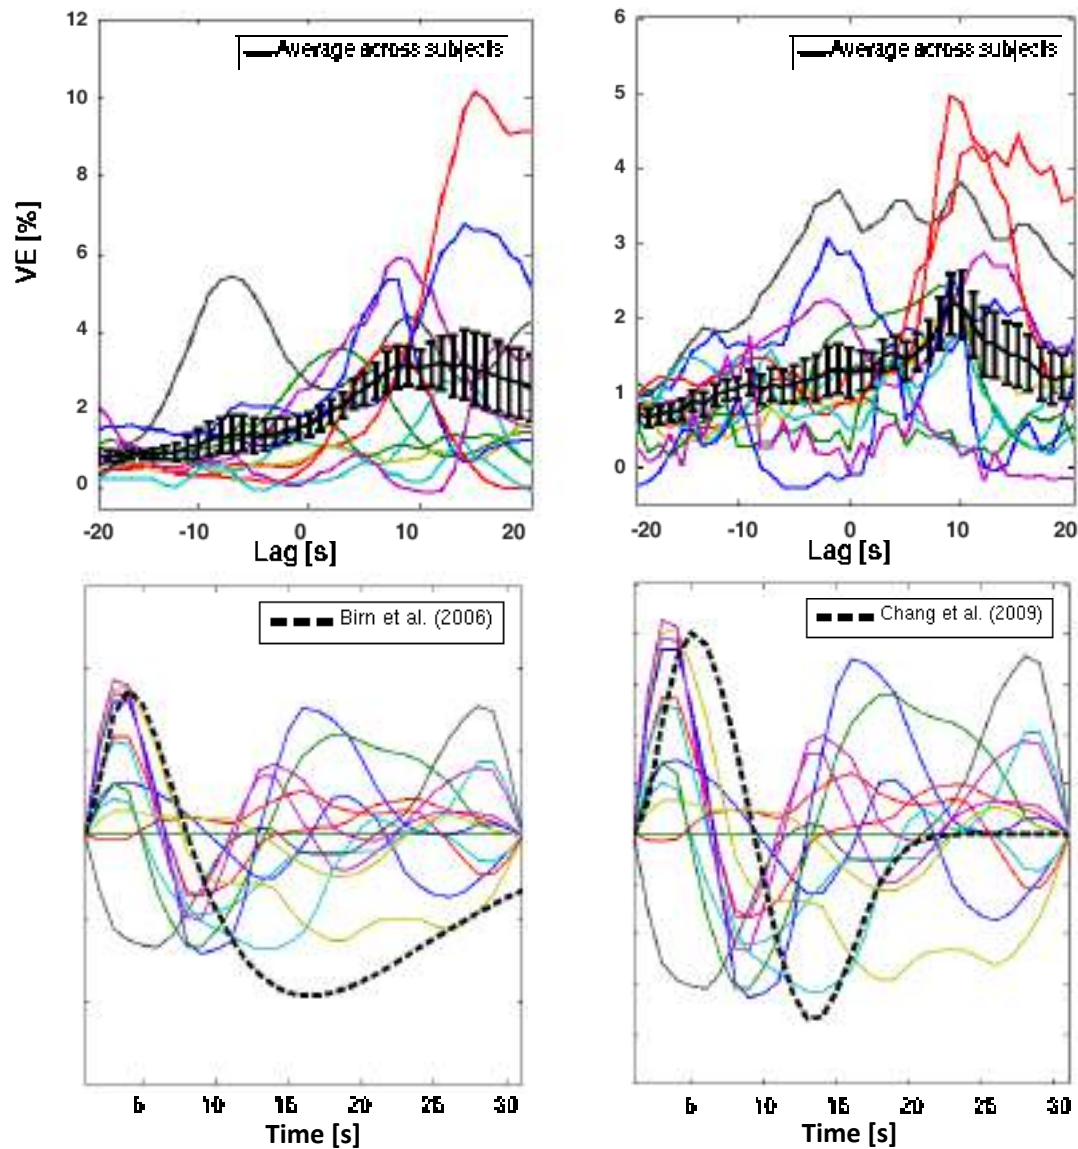 12
10
8
6
4
2
0
VE [%]
Average across subjects
-20 -10 0 10 20
Lag [s]
6
5
4
3
2
1
0
Average across subjects
-20 -10 0 10 20
Lag [s]
Birn et al. (2006)
5 10 15 20 25 30
Time [s]
Chang et al. (2009)
5 10 15 20 25 30
Time [s]